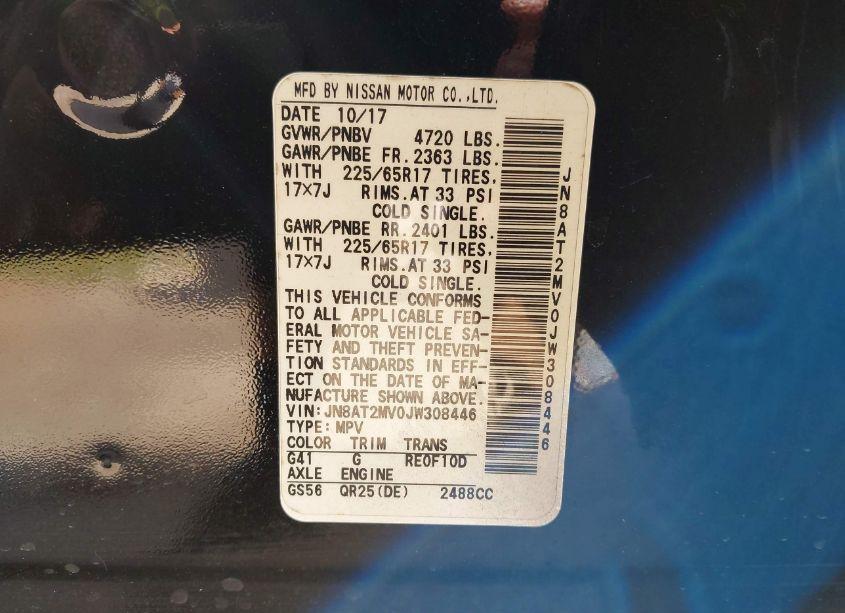 MFD BY NISSAN MOTOR CO.,LTD.
DATE 10/17
GVWR/PNBV 4720 LBS.
GAWR/PNBE FR.2363 LBS.
WITH 225/65R17 TIRES,
17×7J RIMS.AT 33 PSI
COLD SINGLE.
GAWR/PNBE RR.2401 LBS.
WITH 225/65R17 TIRES,
17×7J RIMS.AT 33 PSI
COLD SINGLE.
THIS VEHICLE CONFORMS
TO ALL APPLICABLE FED-
ERAL MOTOR VEHICLE SA-
FETY AND THEFT PREVEN-
TION STANDARDS IN EFF-
ECT ON THE DATE OF MA-
NUFACTURE SHOWN ABOVE.
VIN:JN8AT2MV0JW308446
TYPE:MPV
COLOR TRIM TRANS
G41 G RE0F10D
AXLE ENGINE
GS56 QR25(DE) 2488CC
JN8AT2MV0JW308446